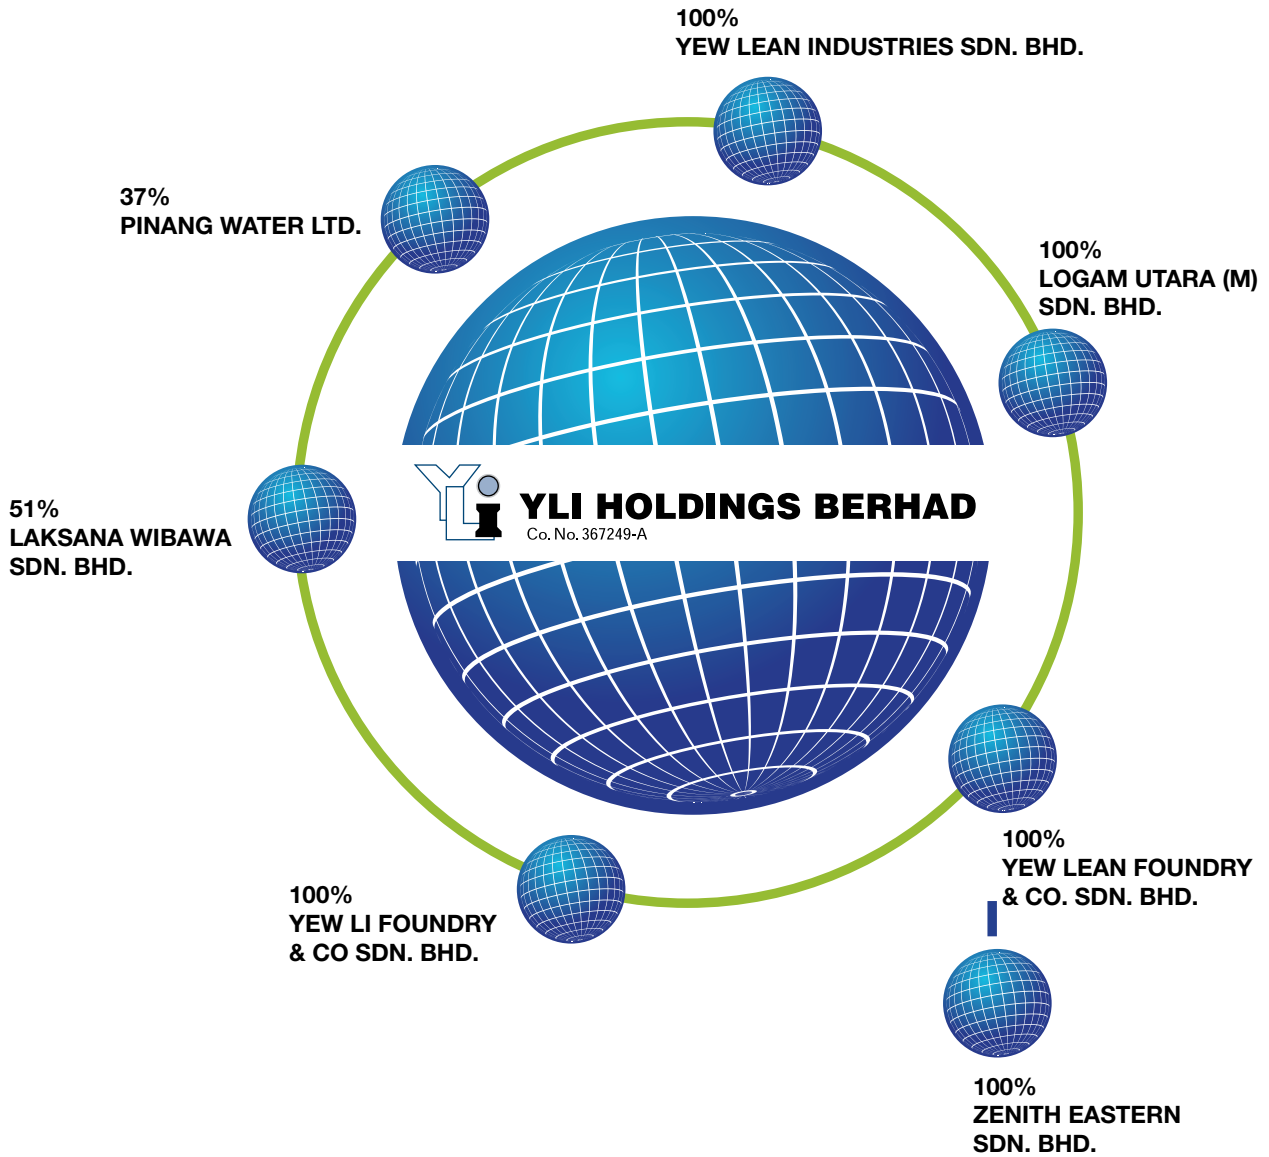 100%
YEW LEAN INDUSTRIES SDN. BHD.
37%
PINANG WATER LTD.
100%
LOGAM UTARA (M)
SDN. BHD.
51%
LAKSANA WIBAWA
SDN. BHD.
YLi
YLI HOLDINGS BERHAD
Co. No. 367249-A
100%
YEW LEAN FOUNDRY
& CO. SDN. BHD.
100%
YEW LI FOUNDRY
& CO SDN. BHD.
100%
ZENITH EASTERN
SDN. BHD.